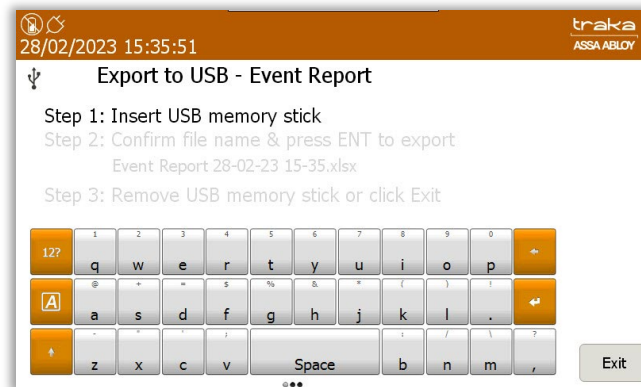 traka
28/02/2023 15:35:51
ASSA ABLOY
Export to USB - Event Report
Step 1: Insert USB memory stick
Step 2: Confirm file name & press ENT to export
Event Report 28-02-23 15-35.xlsx
Step 3: Remove USB memory stick or click Exit
1 2 3 4 5 6 7 8 9 0
12? q w e r t y u i o p
@ + = $ % & * ( ) !
A a s d f g h j k l .
- " ' ; : / \ ?
z x c v Space b n m ,
Exit